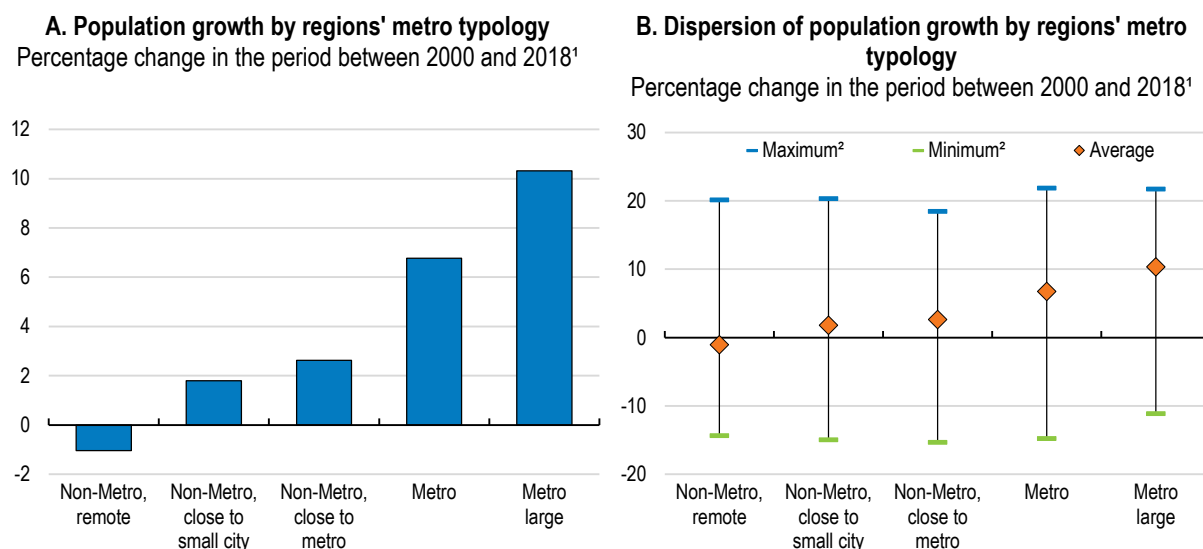 A. Population growth by regions' metro typology
Percentage change in the period between 2000 and 2018¹
12
10
8
6
4
2
0
-2
Non-Metro,
remote
Non-Metro,
close to
small city
Non-Metro,
close to
metro
Metro
Metro
large
B. Dispersion of population growth by regions' metro
typology
Percentage change in the period between 2000 and 2018¹
30
20
10
0
-10
-20
Maximum²
Minimum²
Average
Non-Metro,
remote
Non-Metro,
close to
small city
Non-Metro,
close to
metro
Metro
Metro
large